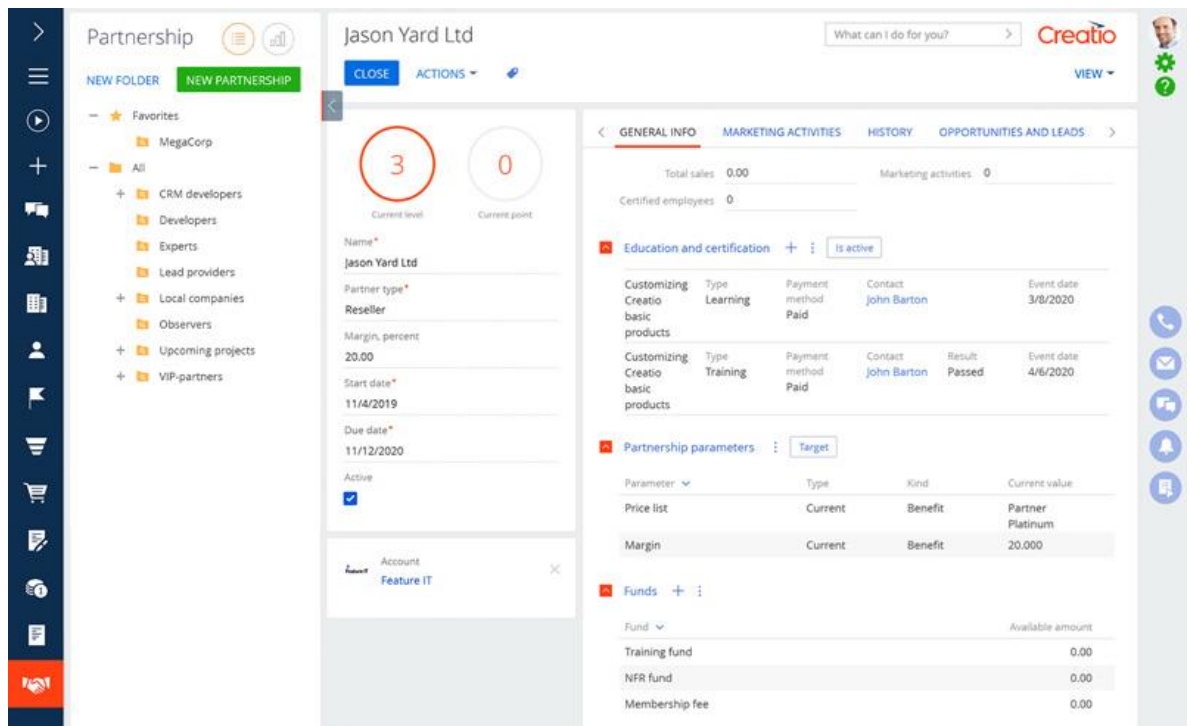 Partnership
NEW FOLDER
NEW PARTNERSHIP
Favorites
MegaCorp
All
CRM developers
Developers
Experts
Lead providers
Local companies
Observers
Upcoming projects
VIP-partners
Jason Yard Ltd
What can I do for you?
Creatio
CLOSE
ACTIONS
VIEW
3
0
Current level
Current point
Name*
Jason Yard Ltd
Partner type*
Reseller
Margin, percent
20.00
Start date*
11/4/2019
Due date*
11/12/2020
Active
Account
Feature IT
GENERAL INFO
MARKETING ACTIVITIES
HISTORY
OPPORTUNITIES AND LEADS
Total sales 0.00
Marketing activities 0
Certified employees 0
Education and certification
Is active
Customizing
Creatio
basic
products
Type
Learning
Payment
method
Paid
Contact
John Barton
Event date
3/8/2020
Customizing
Creatio
basic
products
Type
Training
Payment
method
Paid
Contact
John Barton
Result
Passed
Event date
4/6/2020
Partnership parameters
Target
Parameter Type Kind Current value
Price list Current Benefit Partner
Platinum
Margin Current Benefit 20.000
Funds
Fund Available amount
Training fund 0.00
NFR fund 0.00
Membership fee 0.00